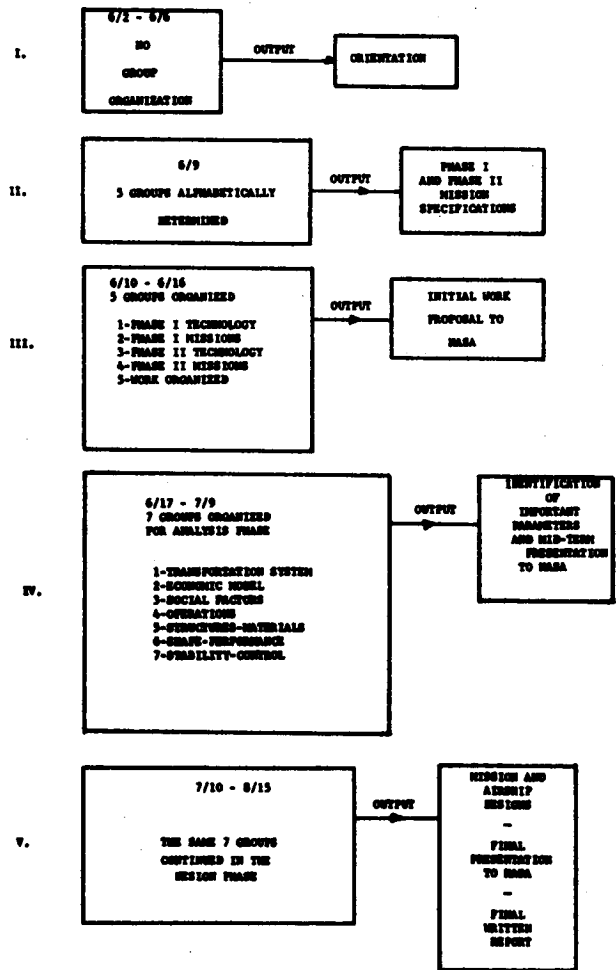 I.
6/2 - 6/6
NO
GROUP
ORGANIZATION
OUTPUT
ORIENTATION
II.
6/9
5 GROUPS ALPHABETICALLY
DETERMINED
OUTPUT
PHASE I
AND PHASE II
MISSION
SPECIFICATIONS
III.
6/10 - 6/16
5 GROUPS ORGANIZED
1-PHASE I TECHNOLOGY
2-PHASE I MISSIONS
3-PHASE II TECHNOLOGY
4-PHASE II MISSIONS
5-WORK ORGANIZED
OUTPUT
INITIAL WORK
PROPOSAL TO
NASA
IV.
6/17 - 7/9
7 GROUPS ORGANIZED
FOR ANALYSIS PHASE
1-TRANSPORTATION SYSTEM
2-ECONOMIC MODEL
3-SOCIAL FACTORS
4-OPERATIONS
5-STRUCTURES-MATERIALS
6-SHAPE-PERFORMANCE
7-STABILITY-CONTROL
OUTPUT
IDENTIFICATION
OF
IMPORTANT
PARAMETERS
AND MID-TERM
PRESENTATION
TO NASA
V.
7/10 - 8/15
THE SAME 7 GROUPS
CONTINUED IN THE
DESIGN PHASE
OUTPUT
MISSION AND
AIRSHIP
DESIGNS
-
FINAL
PRESENTATION
TO NASA
-
FINAL
WRITTEN
REPORT